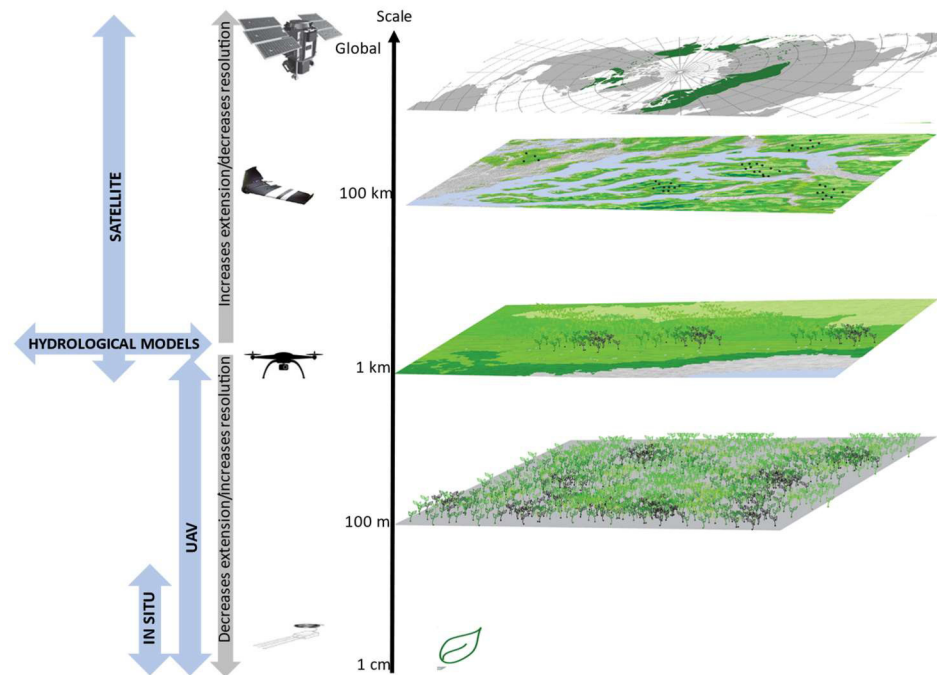 Scale
Global
Increases extension/decreases resolution
SATELLITE
100 km
HYDROLOGICAL MODELS
1 km
Decreases extension/increases resolution
UAV
100 m
IN SITU
1 cm